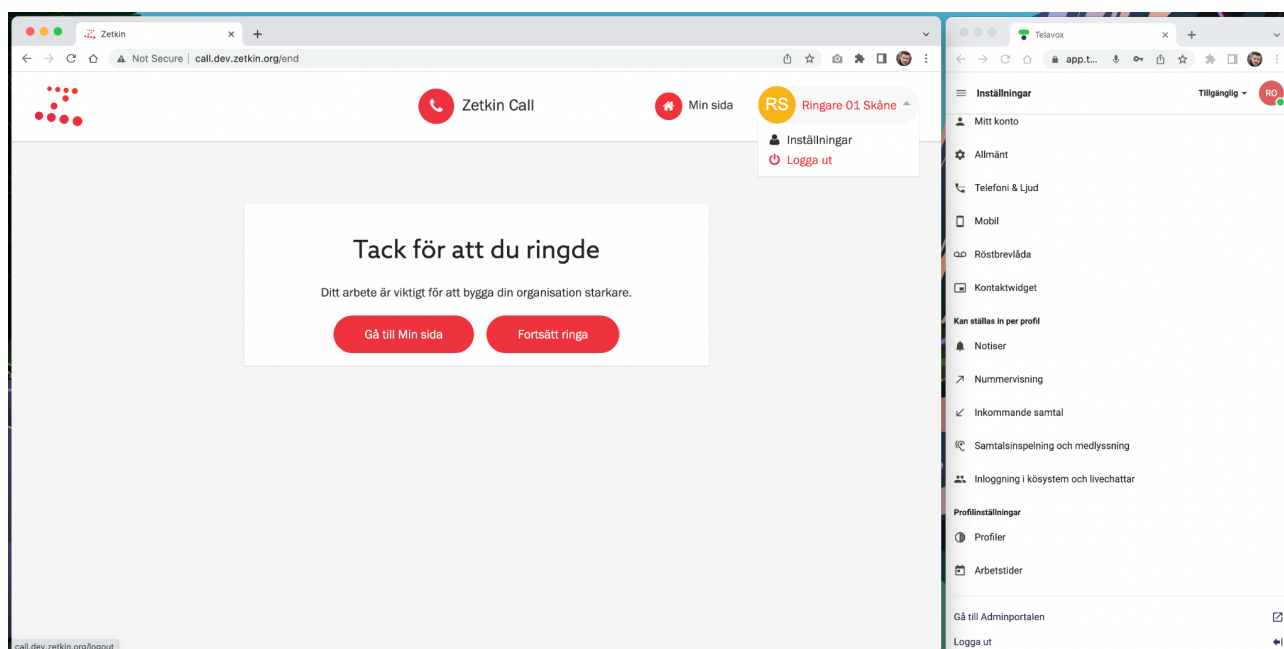 Zetkin
Not Secure
call.dev.zetkin.org/end
Zetkin Call
Min sida
RS
Ringare 01 Skåne
Inställningar
Logga ut
Tack för att du ringde
Ditt arbete är viktigt för att bygga din organisation starkare.
Gå till Min sida
Fortsätt ringa
call.dev.zetkin.org/logout
Telavox
app.t...
Inställningar
Tillgänglig
RO
Mitt konto
Allmänt
Telefoni & Ljud
Mobil
Röstbrevlåda
Kontaktwidget
Kan ställas in per profil
Notiser
Nummervisning
Inkommande samtal
Samtalsinspelning och medlyssning
Inloggning i kösystem och livechattar
Profilinställningar
Profiler
Arbetstider
Gå till Adminportalen
Logga ut